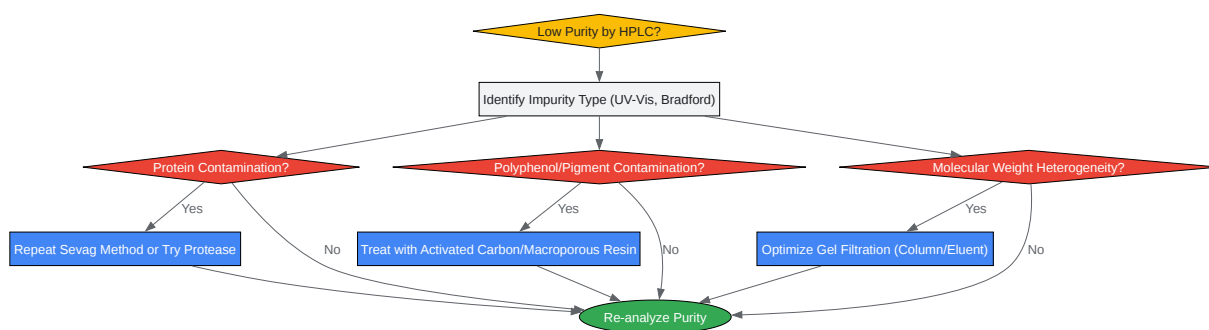 Low Purity by HPLC?
Identify Impurity Type (UV-Vis, Bradford)
Protein Contamination?
Polyphenol/Pigment Contamination?
Molecular Weight Heterogeneity?
Yes
Yes
Yes
Repeat Sevag Method or Try Protease
No
Treat with Activated Carbon/Macroporous Resin
No
Optimize Gel Filtration (Column/Eluent)
No
Re-analyze Purity